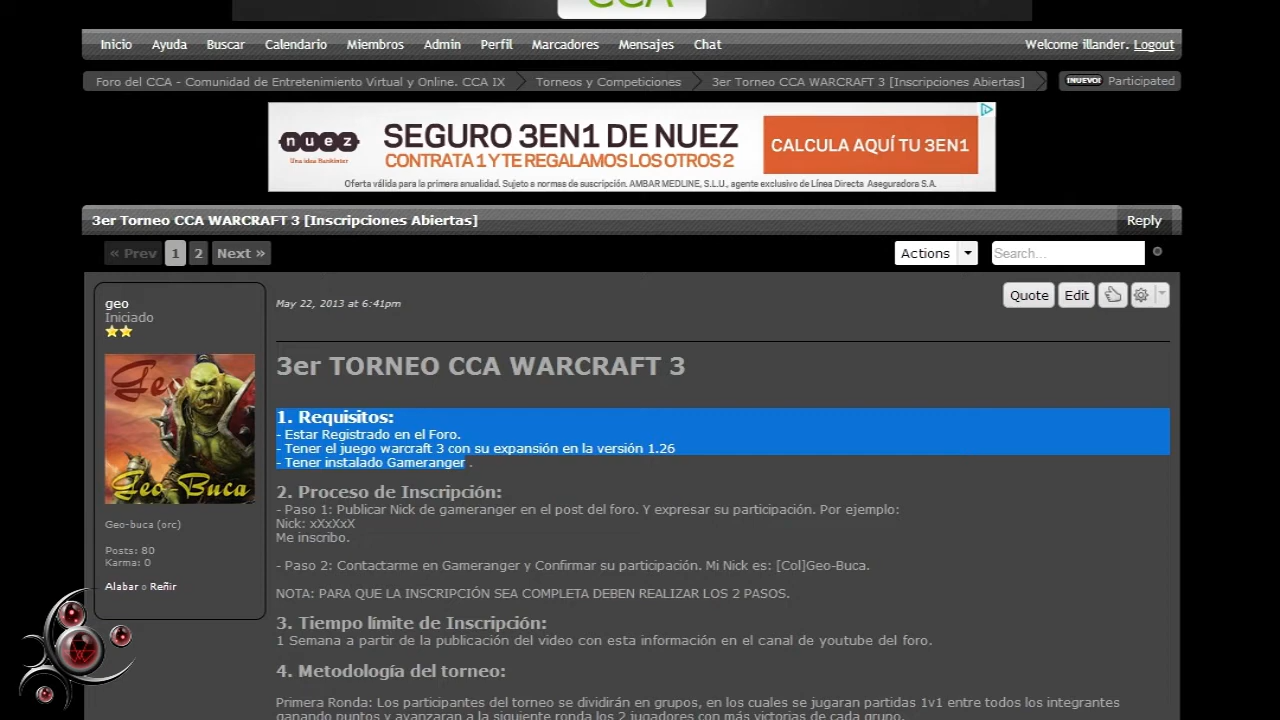 CCA
Inicio Ayuda Buscar Calendario Miembros Admin Perfil Marcadores Mensajes Chat Welcome illander. Logout
Foro del CCA - Comunidad de Entretenimiento Virtual y Online. CCA IX Torneos y Competiciones 3er Torneo CCA WARCRAFT 3 [Inscripciones Abiertas] ¡NUEVO! Participated
nuez
Una idea Bankinter
SEGURO 3EN1 DE NUEZ
CONTRATA 1 Y TE REGALAMOS LOS OTROS 2
CALCULA AQUÍ TU 3EN1
Oferta válida para la primera anualidad. Sujeto a normas de suscripción. AMBAR MEDLINE, S.L.U., agente exclusivo de Línea Directa Aseguradora S.A.
3er Torneo CCA WARCRAFT 3 [Inscripciones Abiertas] Reply
« Prev 1 2 Next » Actions Search...
geo
Iniciado
Geo
Geo-Buca
Geo-buca (orc)
Posts: 80
Karma: 0
Alabar o Reñir
May 22, 2013 at 6:41pm Quote Edit
3er TORNEO CCA WARCRAFT 3
1. Requisitos:
- Estar Registrado en el Foro.
- Tener el juego warcraft 3 con su expansión en la versión 1.26
- Tener instalado Gameranger .
2. Proceso de Inscripción:
- Paso 1: Publicar Nick de gameranger en el post del foro. Y expresar su participación. Por ejemplo:
Nick: xXxXxX
Me inscribo.
- Paso 2: Contactarme en Gameranger y Confirmar su participación. Mi Nick es: [Col]Geo-Buca.
NOTA: PARA QUE LA INSCRIPCIÓN SEA COMPLETA DEBEN REALIZAR LOS 2 PASOS.
3. Tiempo límite de Inscripción:
1 Semana a partir de la publicación del video con esta información en el canal de youtube del foro.
4. Metodología del torneo:
Primera Ronda: Los participantes del torneo se dividirán en grupos, en los cuales se jugaran partidas 1v1 entre todos los integrantes
ganando puntos y avanzaran a la siguiente ronda los 2 jugadores con más victorias de cada grupo.